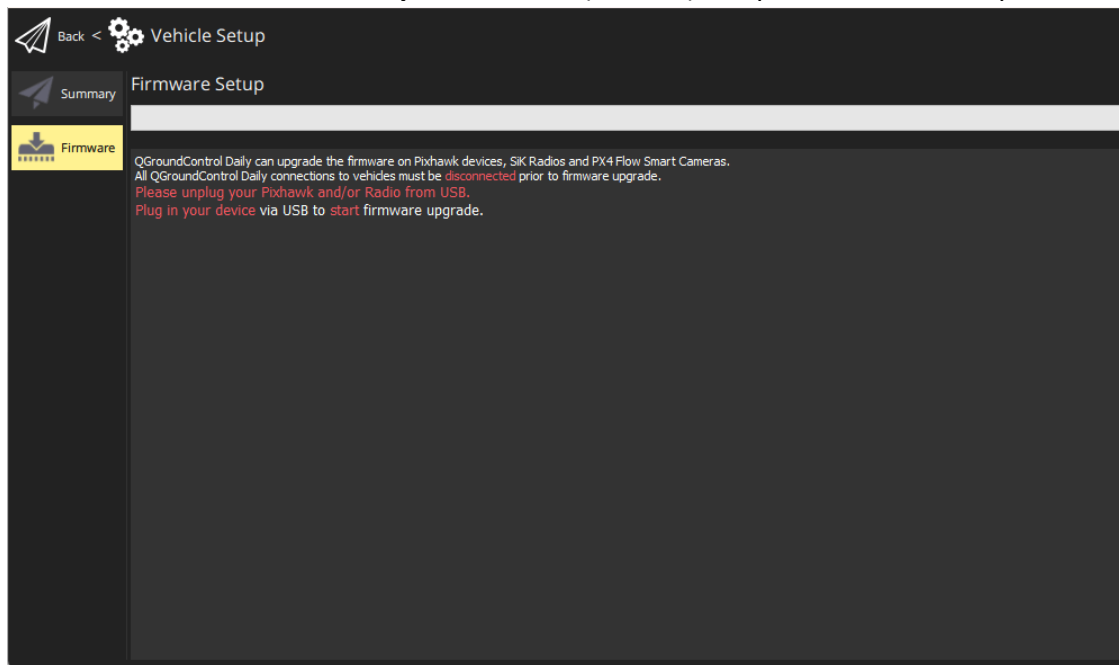 Back < Vehicle Setup
Summary
Firmware Setup
Firmware
QGroundControl Daily can upgrade the firmware on Pixhawk devices, SiK Radios and PX4 Flow Smart Cameras.
All QGroundControl Daily connections to vehicles must be disconnected prior to firmware upgrade.
Please unplug your Pixhawk and/or Radio from USB.
Plug in your device via USB to start firmware upgrade.